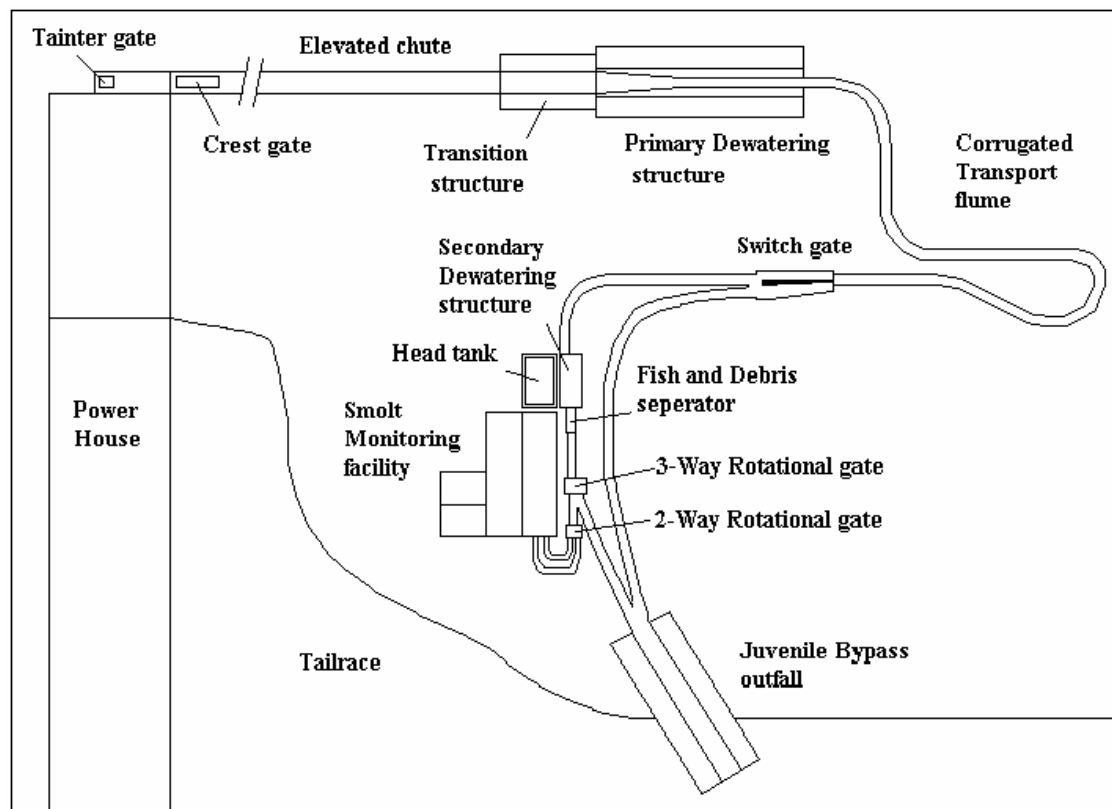 Tainter gate
Elevated chute
Crest gate
Transition
structure
Primary Dewatering
structure
Corrugated
Transport
flume
Switch gate
Secondary
Dewatering
structure
Head tank
Fish and Debris
seperator
Power
House
Smolt
Monitoring
facility
3-Way Rotational gate
2-Way Rotational gate
Tailrace
Juvenile Bypass
outfall